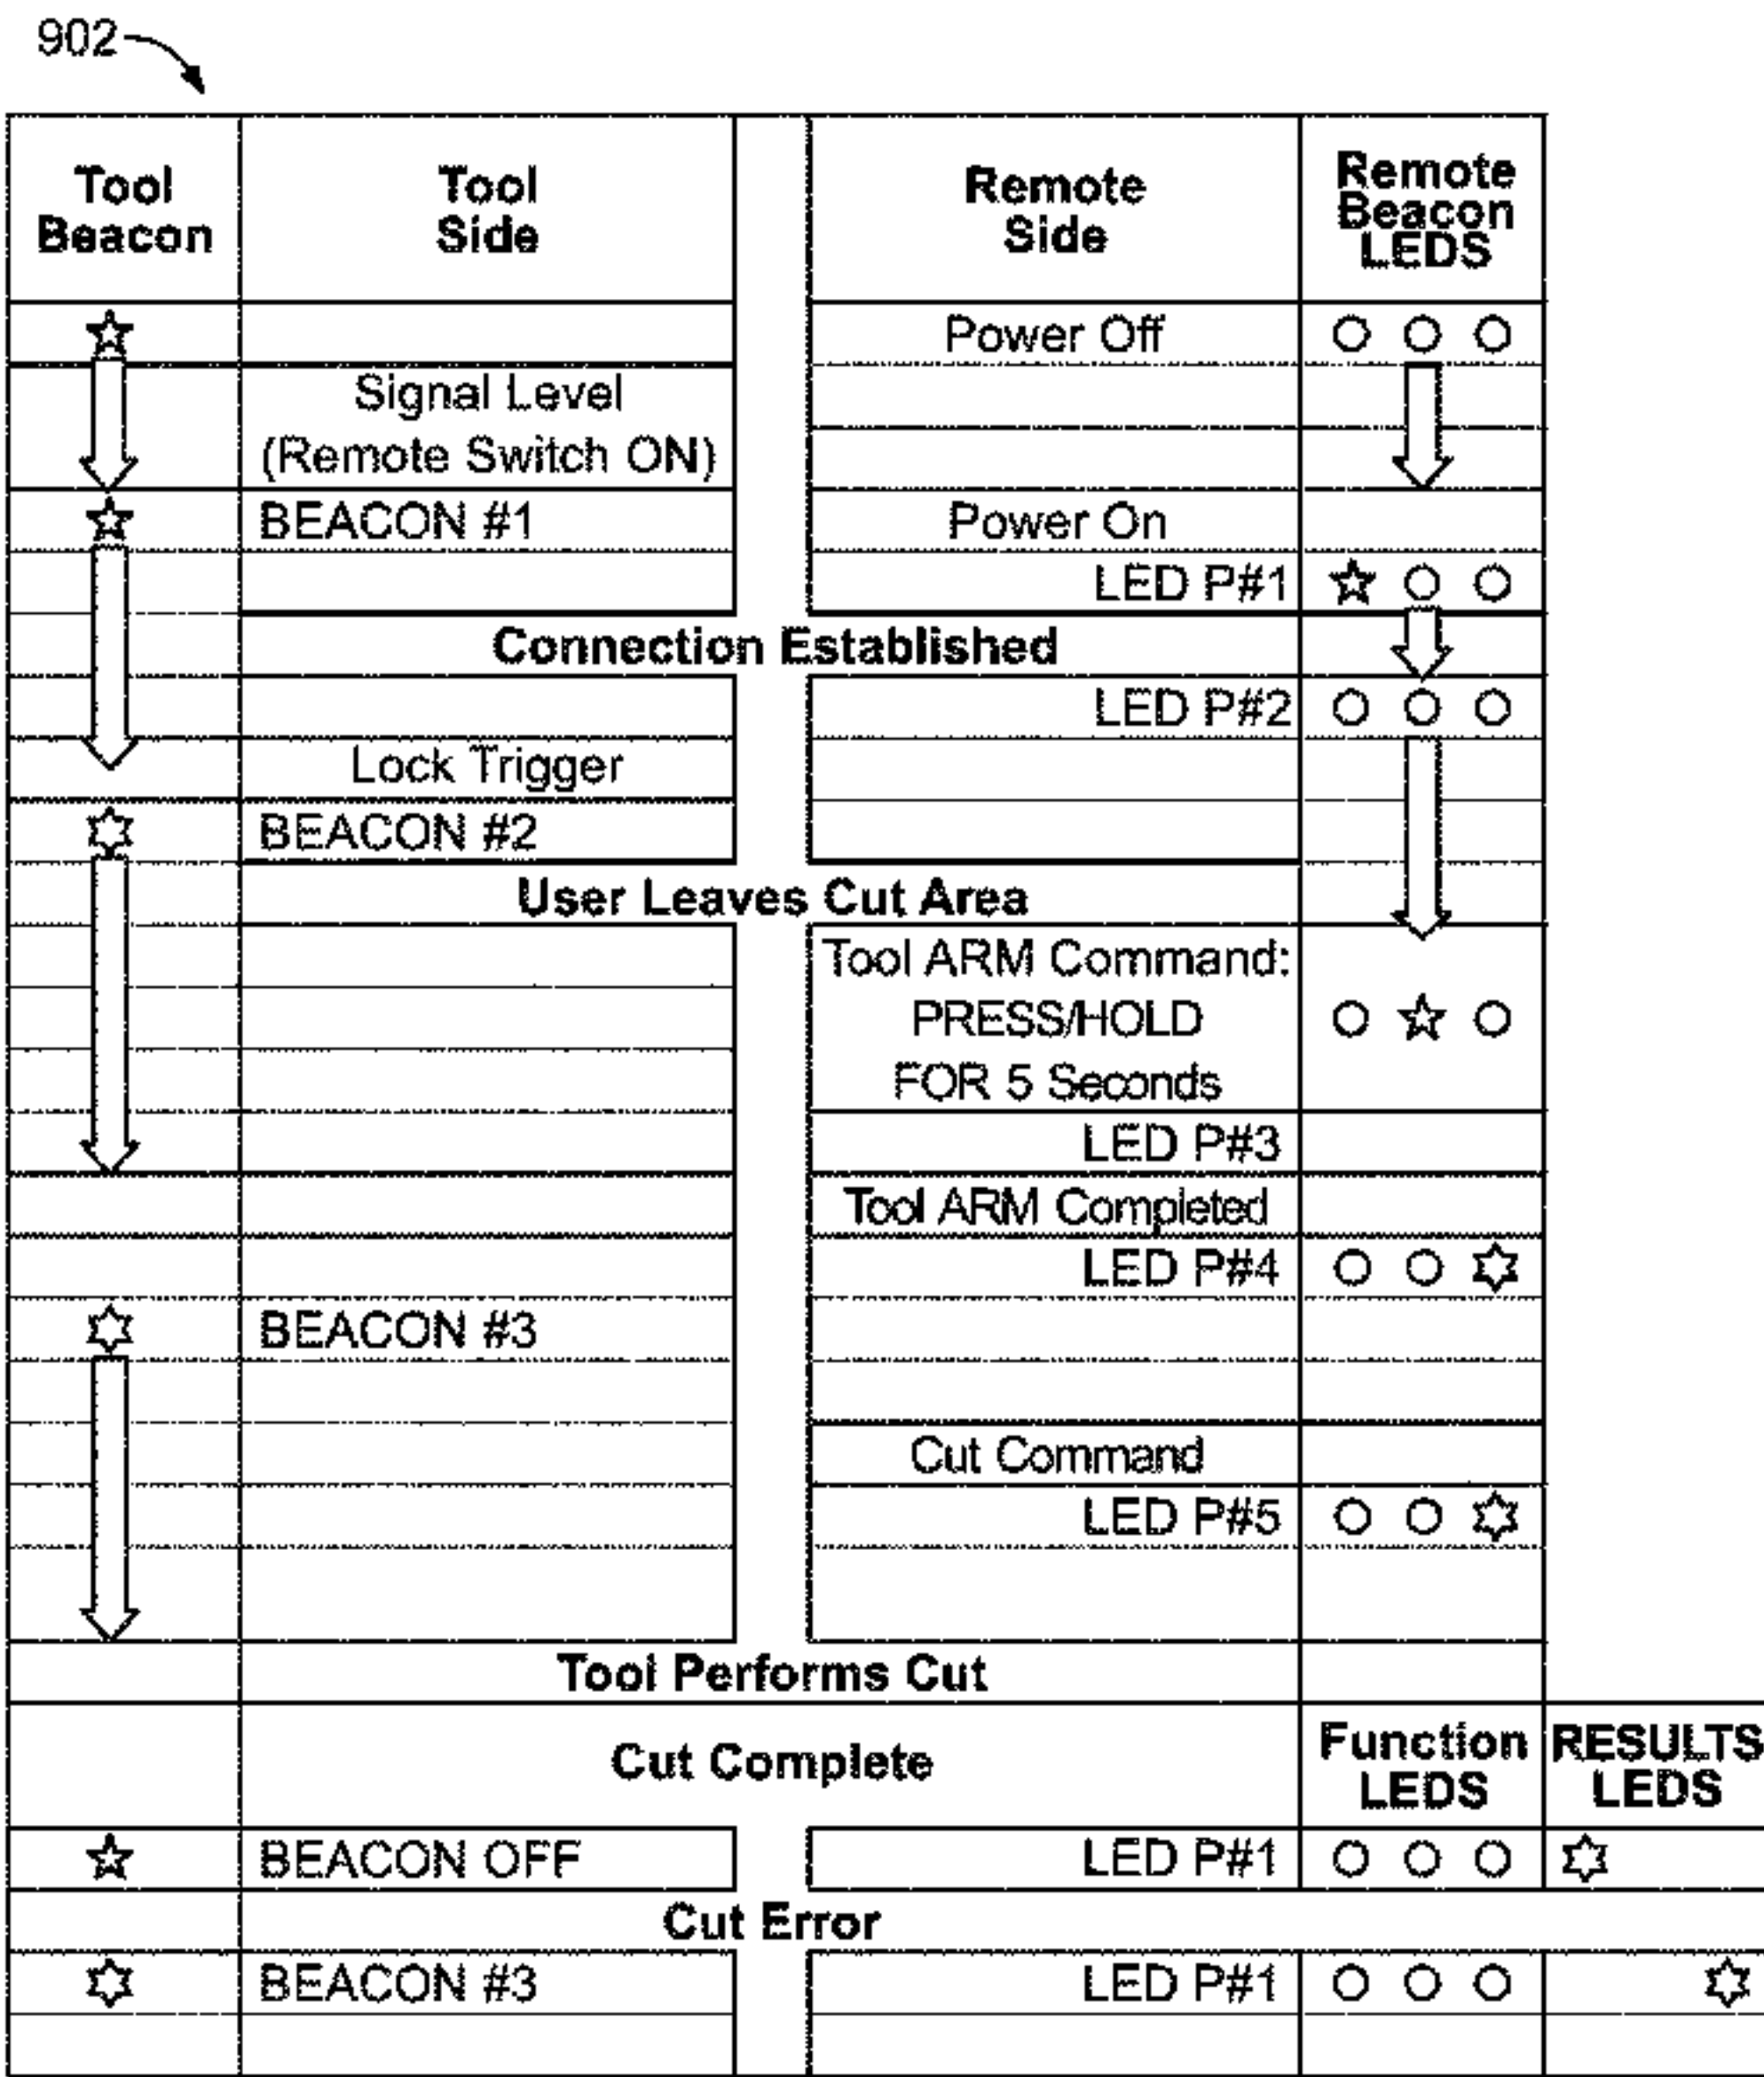 902
Tool
Beacon
Tool
Side
Remote
Side
Remote
Beacon
LEDS
Power Off
Signal Level
(Remote Switch ON)
BEACON #1
Power On
LED P#1
Connection Established
LED P#2
Lock Trigger
BEACON #2
User Leaves Cut Area
Tool ARM Command:
PRESS/HOLD
FOR 5 Seconds
LED P#3
Tool ARM Completed
LED P#4
BEACON #3
Cut Command
LED P#5
Tool Performs Cut
Cut Complete
Function
LEDS
RESULTS
LEDS
BEACON OFF
LED P#1
Cut Error
BEACON #3
LED P#1